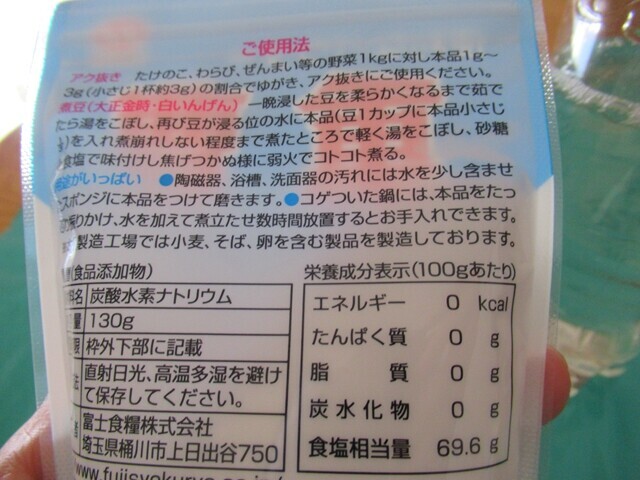 ご使用法
アク抜き たけのこ、わらび、ぜんまい等の野菜1kgに対し本品1g～
3g(小さじ1杯約3g)の割合でゆがき、アク抜きにご使用ください。
煮豆(大正金時・白いんげん) 一晩浸した豆を柔らかくなるまで茹で
たら湯をこぼし、再び豆が浸る位の水に本品(豆1カップに本品小さじ
)を入れ煮崩れしない程度まで煮たところで軽く湯をこぼし、砂糖
食塩で味付けし焦げつかぬ様に弱火でコトコト煮る。
がいっぱい ●陶磁器、浴槽、洗面器の汚れには水を少し含ませ
スポンジに本品をつけて磨きます。●コゲついた鍋には、本品をたっ
振りかけ、水を加えて煮立たせ数時間放置するとお手入れできます。
製造工場では小麦、そば、卵を含む製品を製造しております。
(食品添加物)
名 炭酸水素ナトリウム
量 130g
限 枠外下部に記載
法 直射日光、高温多湿を避け
て保存してください。
者 富士食糧株式会社
埼玉県桶川市上日出谷750
www.fujisyokuryo.co.jp/
栄養成分表示(100gあたり)
エネルギー 0 kcal
たんぱく質 0 g
脂質 0 g
炭水化物 0 g
食塩相当量 69.6 g